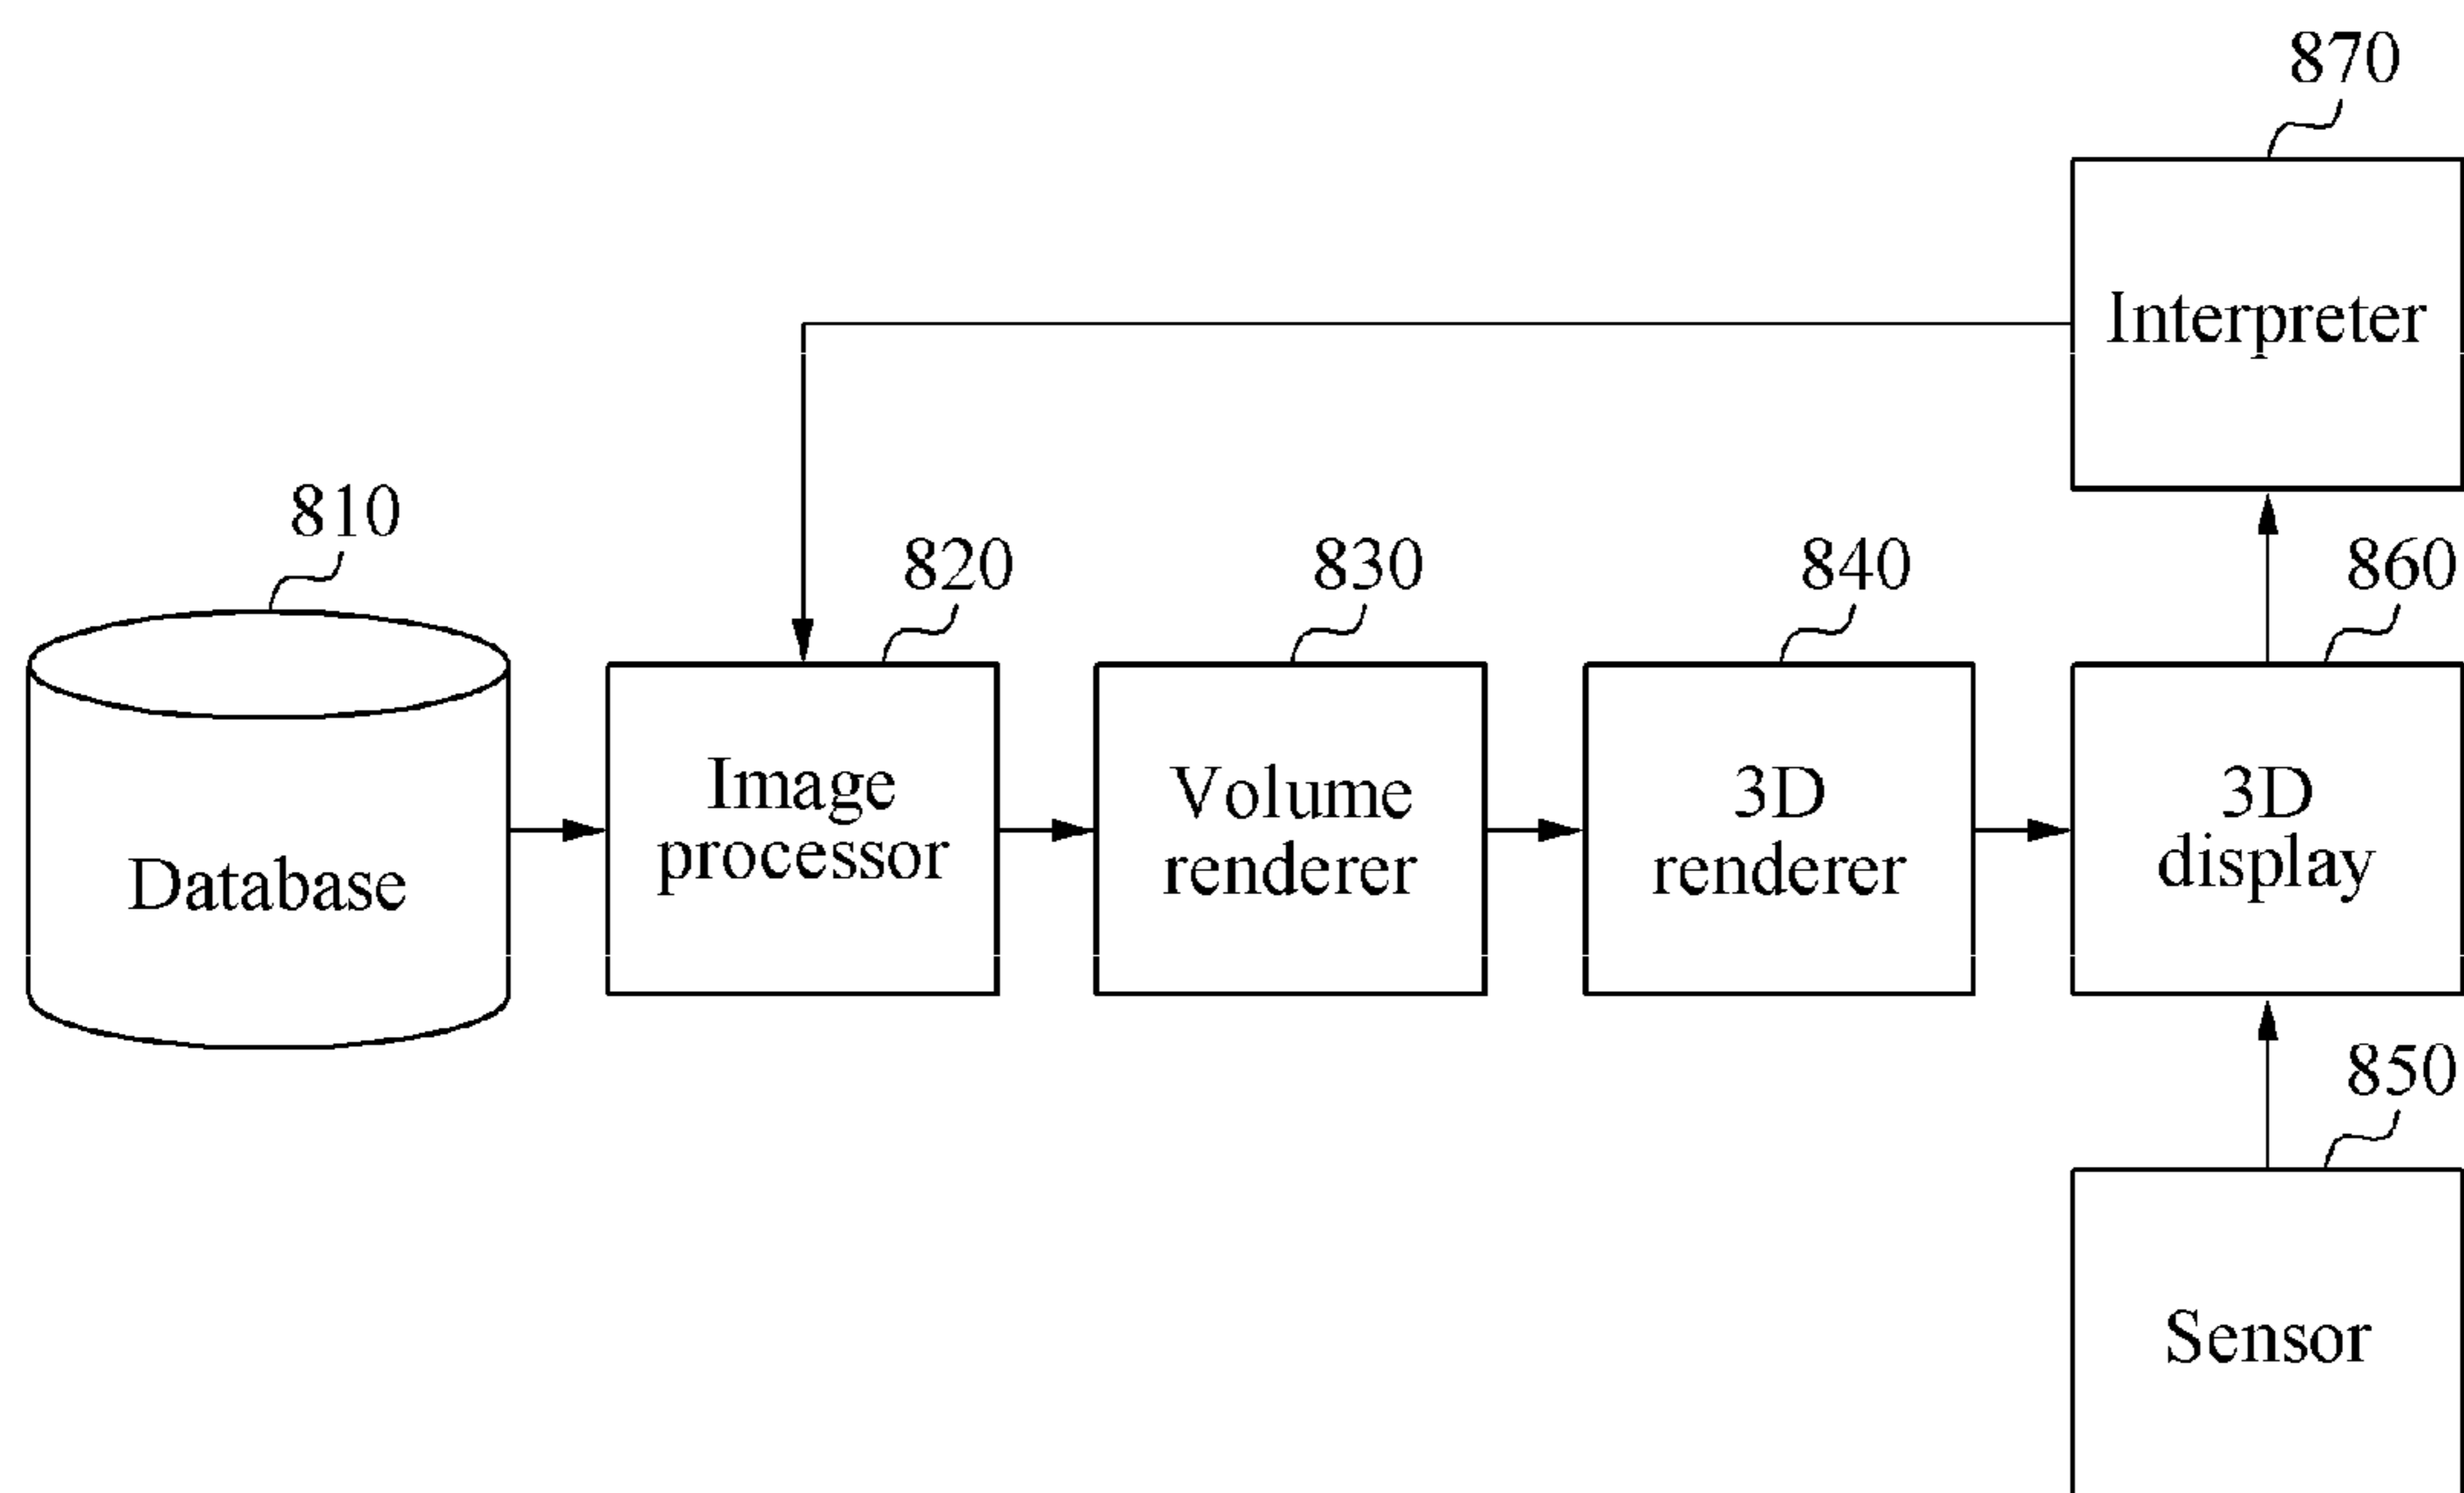 870
Interpreter
810
820
830
840
860
Database
Image
processor
Volume
renderer
3D
renderer
3D
display
850
Sensor